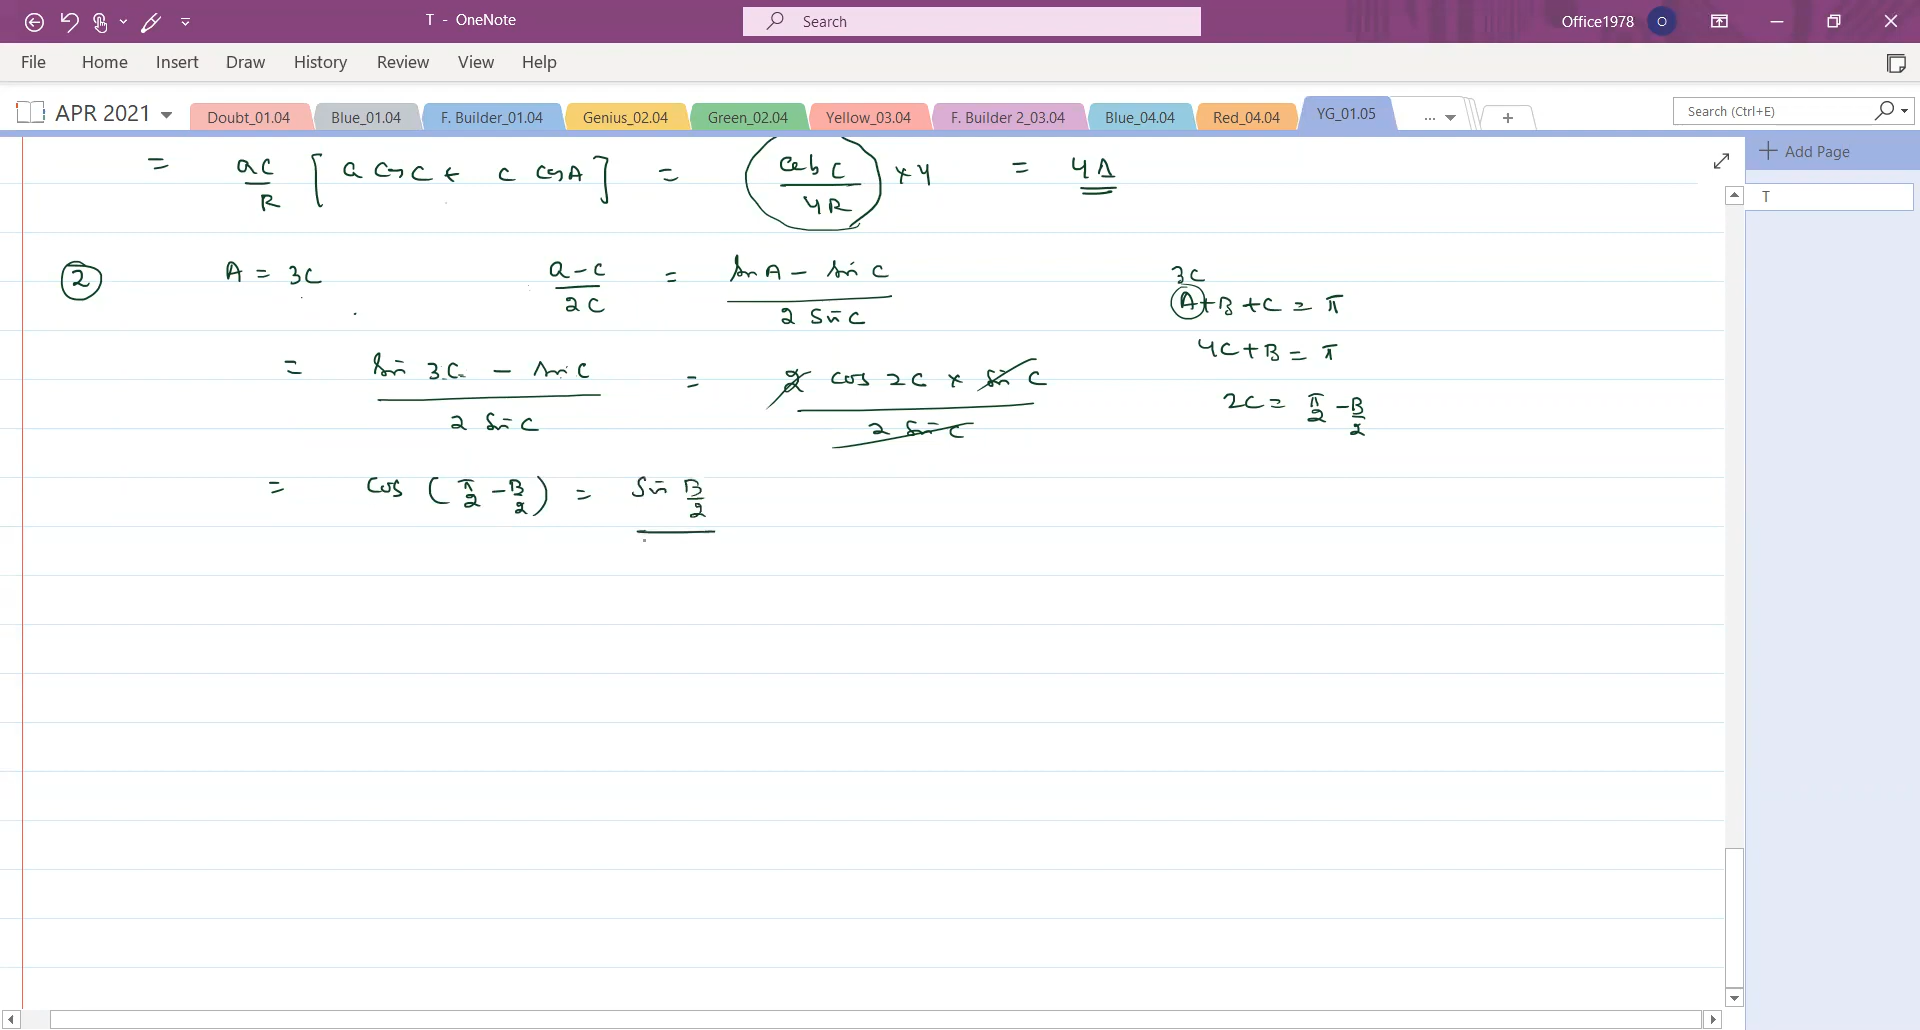 T - OneNote
Search
Office1978
O
File Home Insert Draw History Review View Help
APR 2021
Doubt_01.04 Blue_01.04 F. Builder_01.04 Genius_02.04 Green_02.04 Yellow_03.04 F. Builder 2_03.04 Blue_04.04 Red_04.04 YG_01.05 ... +
Search (Ctrl+E)
Add Page
T
= ac/R [a cosC + c cosA] = (abc/4R) × 4 = 4Δ
② A = 3C (a-c)/2c = (sinA - sin C)/(2 sin C)
3C
A+B+C = π
4C+B = π
= (sin 3C - sin C)/(2 sin C) = (2 cos 2C × sin C)/(2 sin C)
2C = π/2 - B/2
= cos (π/2 - B/2) = sin B/2